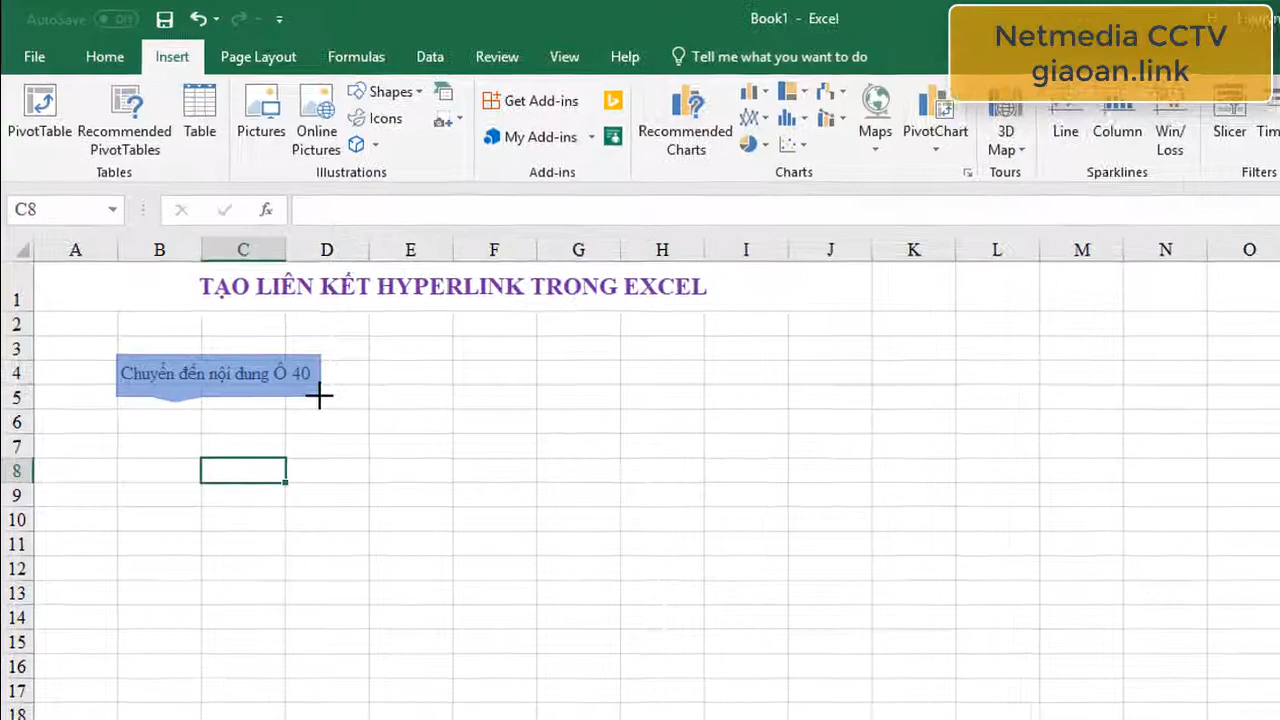 AutoSave Off
Book1 - Excel
Netmedia CCTV
giaoan.link
File Home Insert Page Layout Formulas Data Review View Help Tell me what you want to do
PivotTable Recommended PivotTables Table
Tables
Pictures Online Pictures Shapes Icons
Illustrations
Get Add-ins
My Add-ins
Add-ins
Recommended Charts Maps PivotChart
Charts
3D Map
Tours
Line Column Win/ Loss
Sparklines
Slicer
Filters
C8 fx
A B C D E F G H I J K L M N O
1 TẠO LIÊN KẾT HYPERLINK TRONG EXCEL
2
3
4 Chuyển đến nội dung Ô 40
5
6
7
8
9
10
11
12
13
14
15
16
17
18